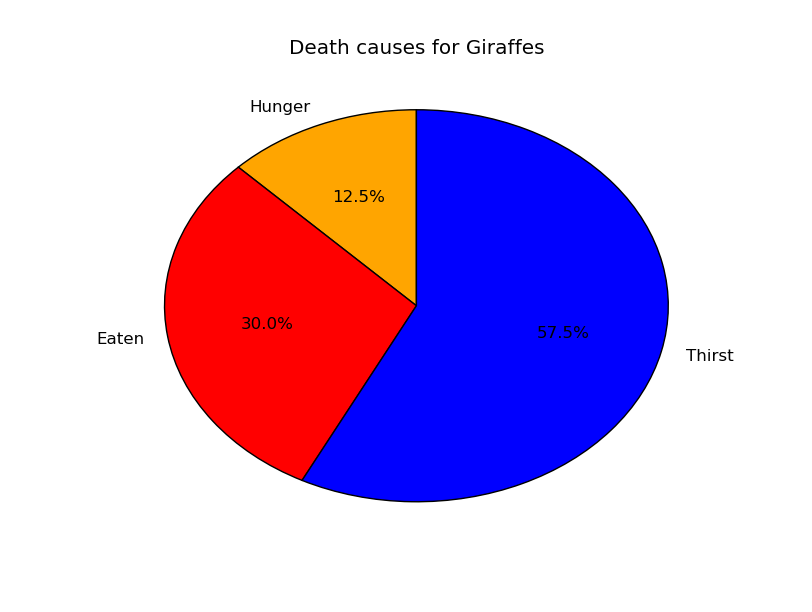 Death causes for Giraffes
Hunger
12.5%
30.0%
57.5%
Eaten
Thirst